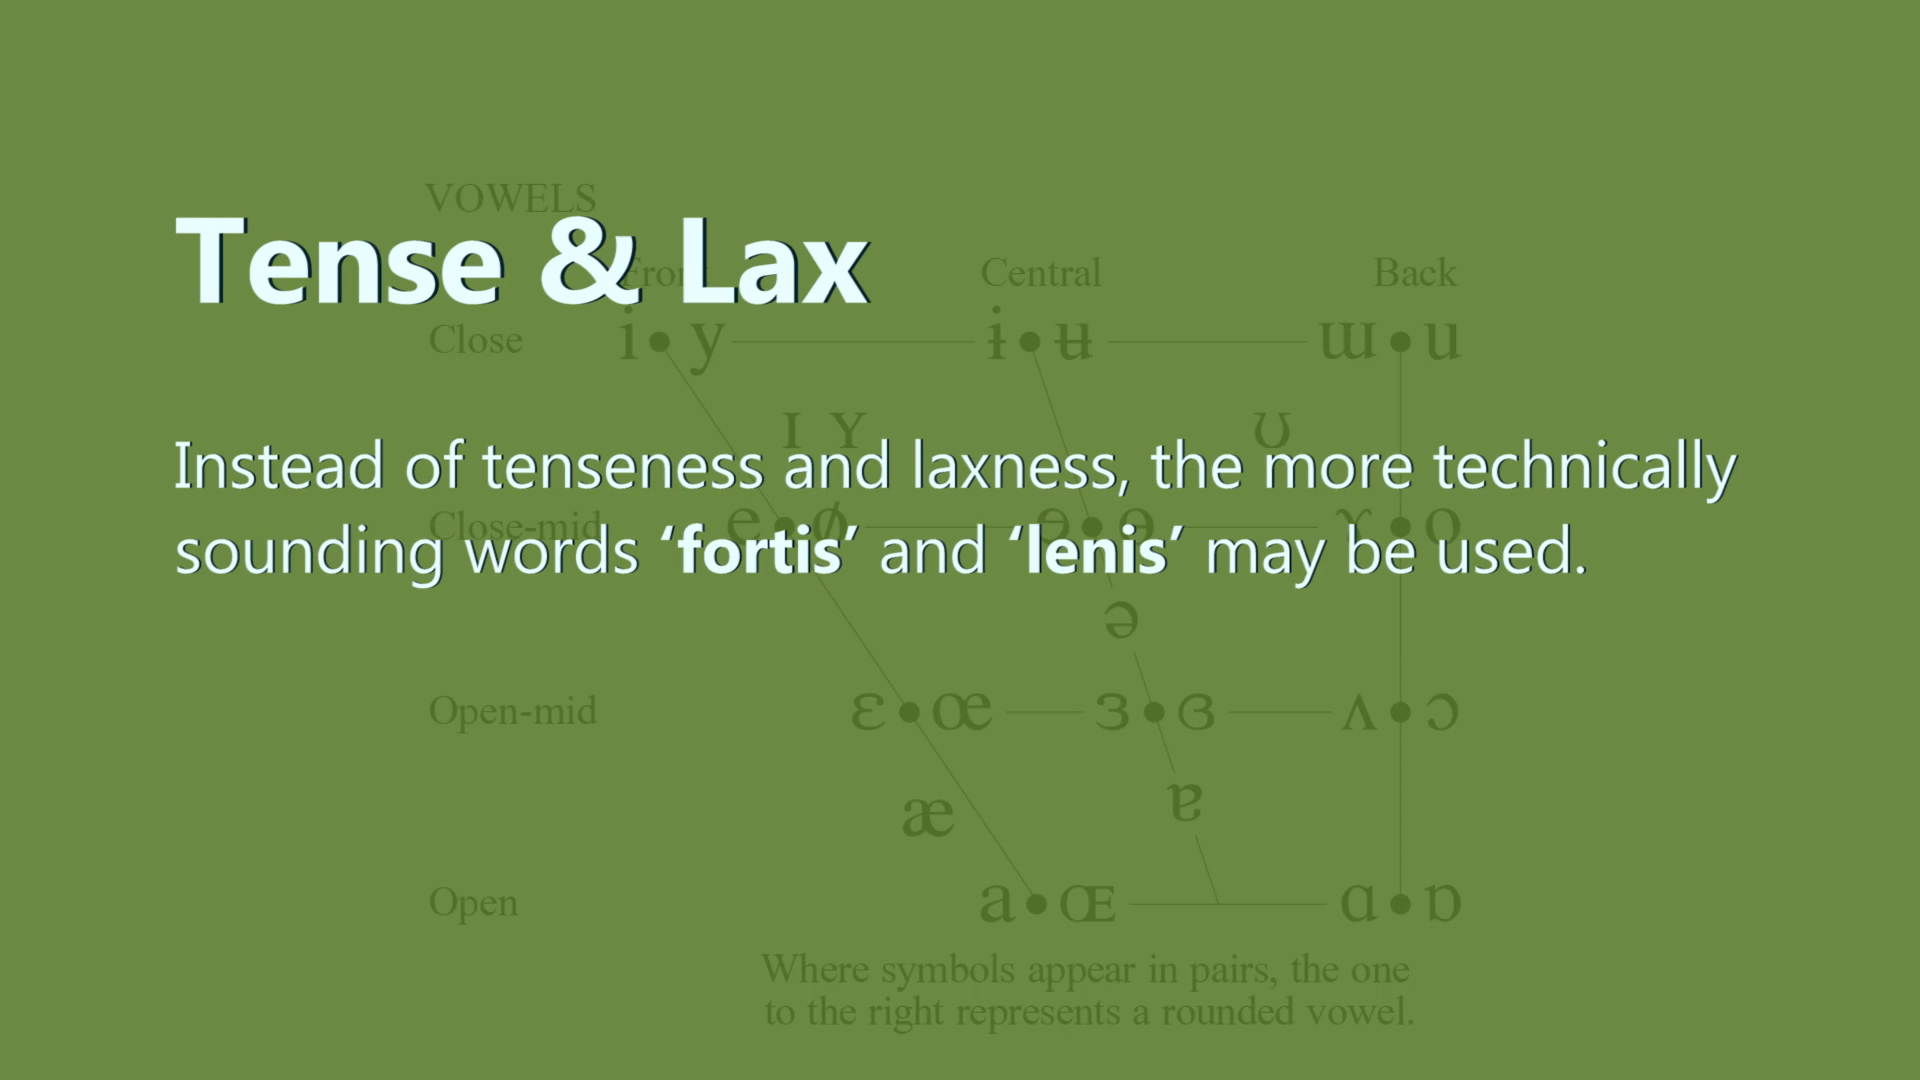 VOWELS
Tense & Lax
Central Back
Close i y ɨ ʉ ɯ u
ɪ ʏ ʊ
Instead of tenseness and laxness, the more technically
Close-mid e ø ɘ ɵ ɤ o
sounding words ‘fortis’ and ‘lenis’ may be used.
ə
Open-mid ɛ œ ɜ ɞ ʌ ɔ
æ ɐ
Open a ɶ ɑ ɒ
Where symbols appear in pairs, the one
to the right represents a rounded vowel.